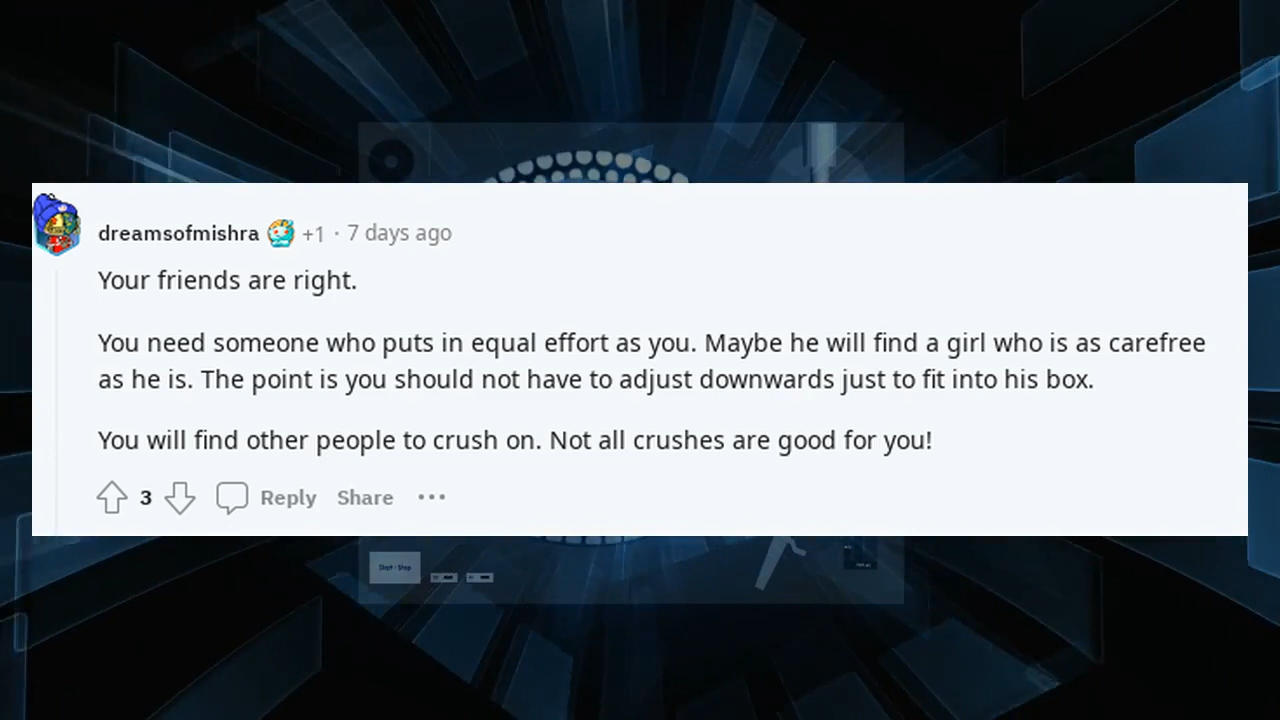 dreamsofmishra +1 · 7 days ago
Your friends are right.
You need someone who puts in equal effort as you. Maybe he will find a girl who is as carefree
as he is. The point is you should not have to adjust downwards just to fit into his box.
You will find other people to crush on. Not all crushes are good for you!
3 Reply Share ...
Start · Stop